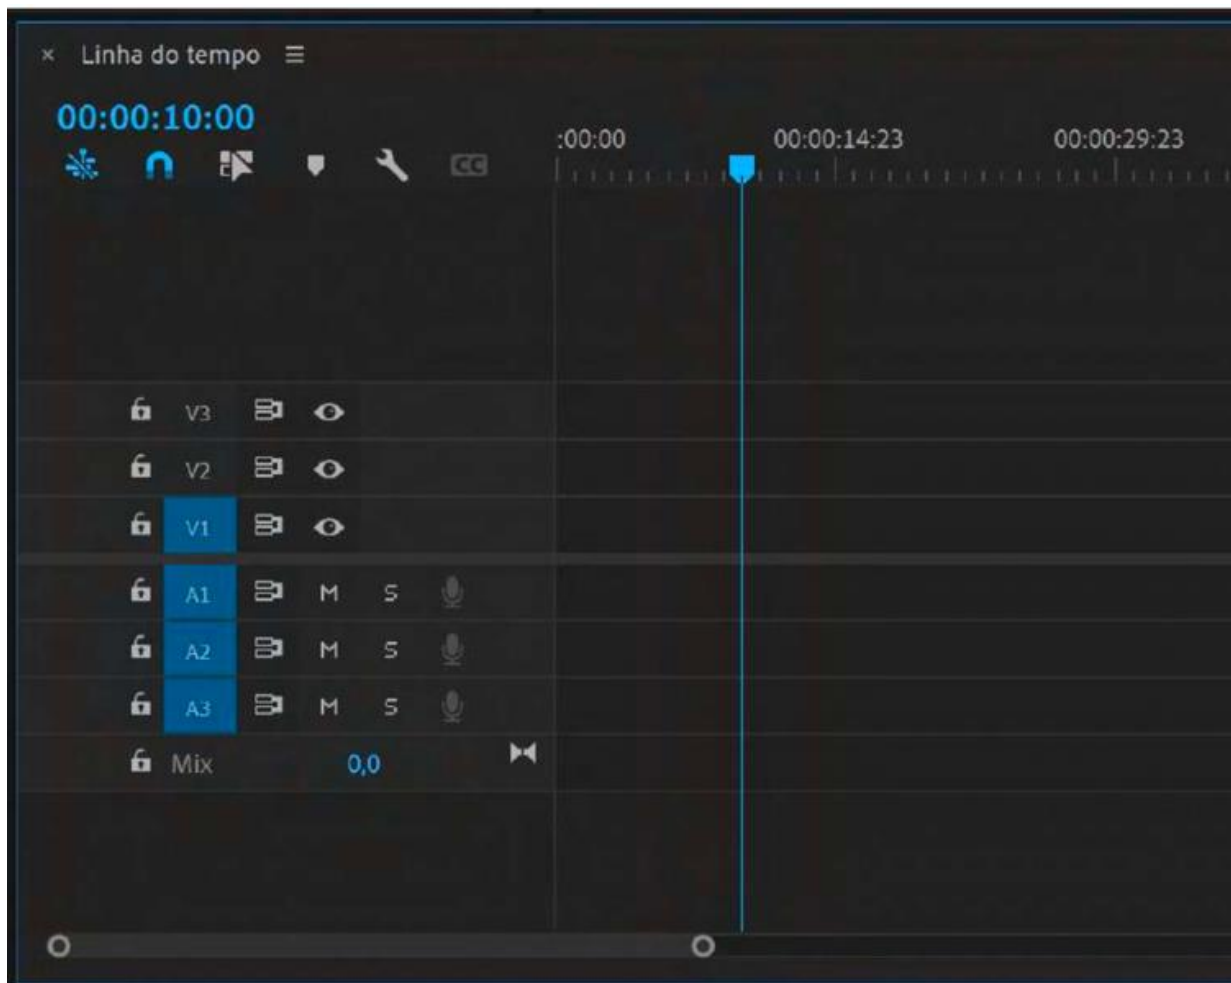 × Linha do tempo ≡
00:00:10:00
:00:00 00:00:14:23 00:00:29:23
CC
V3
V2
V1
A1 M S
A2 M S
A3 M S
Mix 0,0